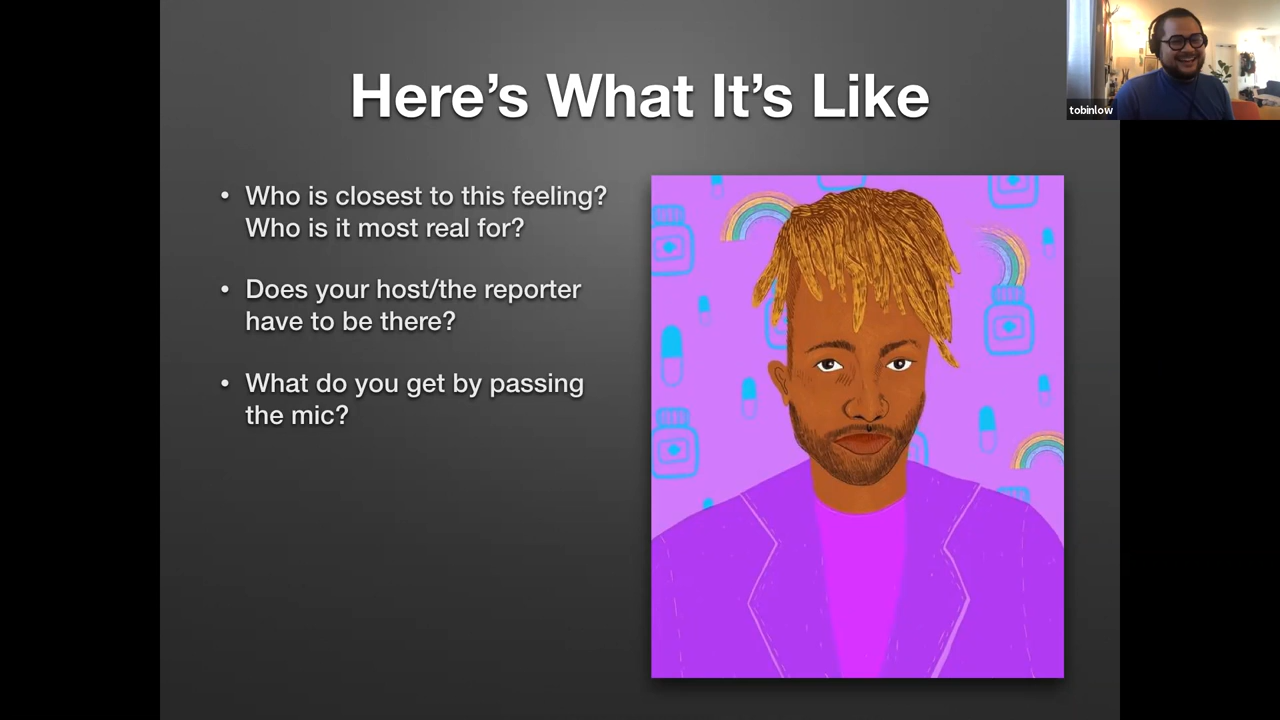 Here’s What It’s Like
• Who is closest to this feeling?
Who is it most real for?
• Does your host/the reporter
have to be there?
• What do you get by passing
the mic?
tobinlow